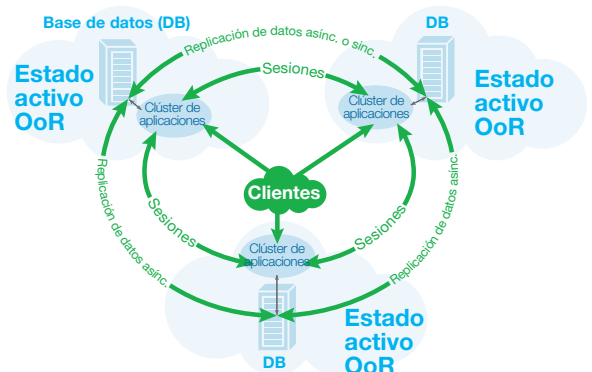 Base de datos (DB)
DB
Replicación de datos asínc. o sínc.
Sesiones
Estado
activo
OoR
Clúster de
aplicaciones
Clúster de
aplicaciones
Estado
activo
OoR
Clientes
Replicación de datos asínc.
Sesiones
Sesiones
Replicación de datos asínc.
Clúster de
aplicaciones
Estado
activo
OoR
DB